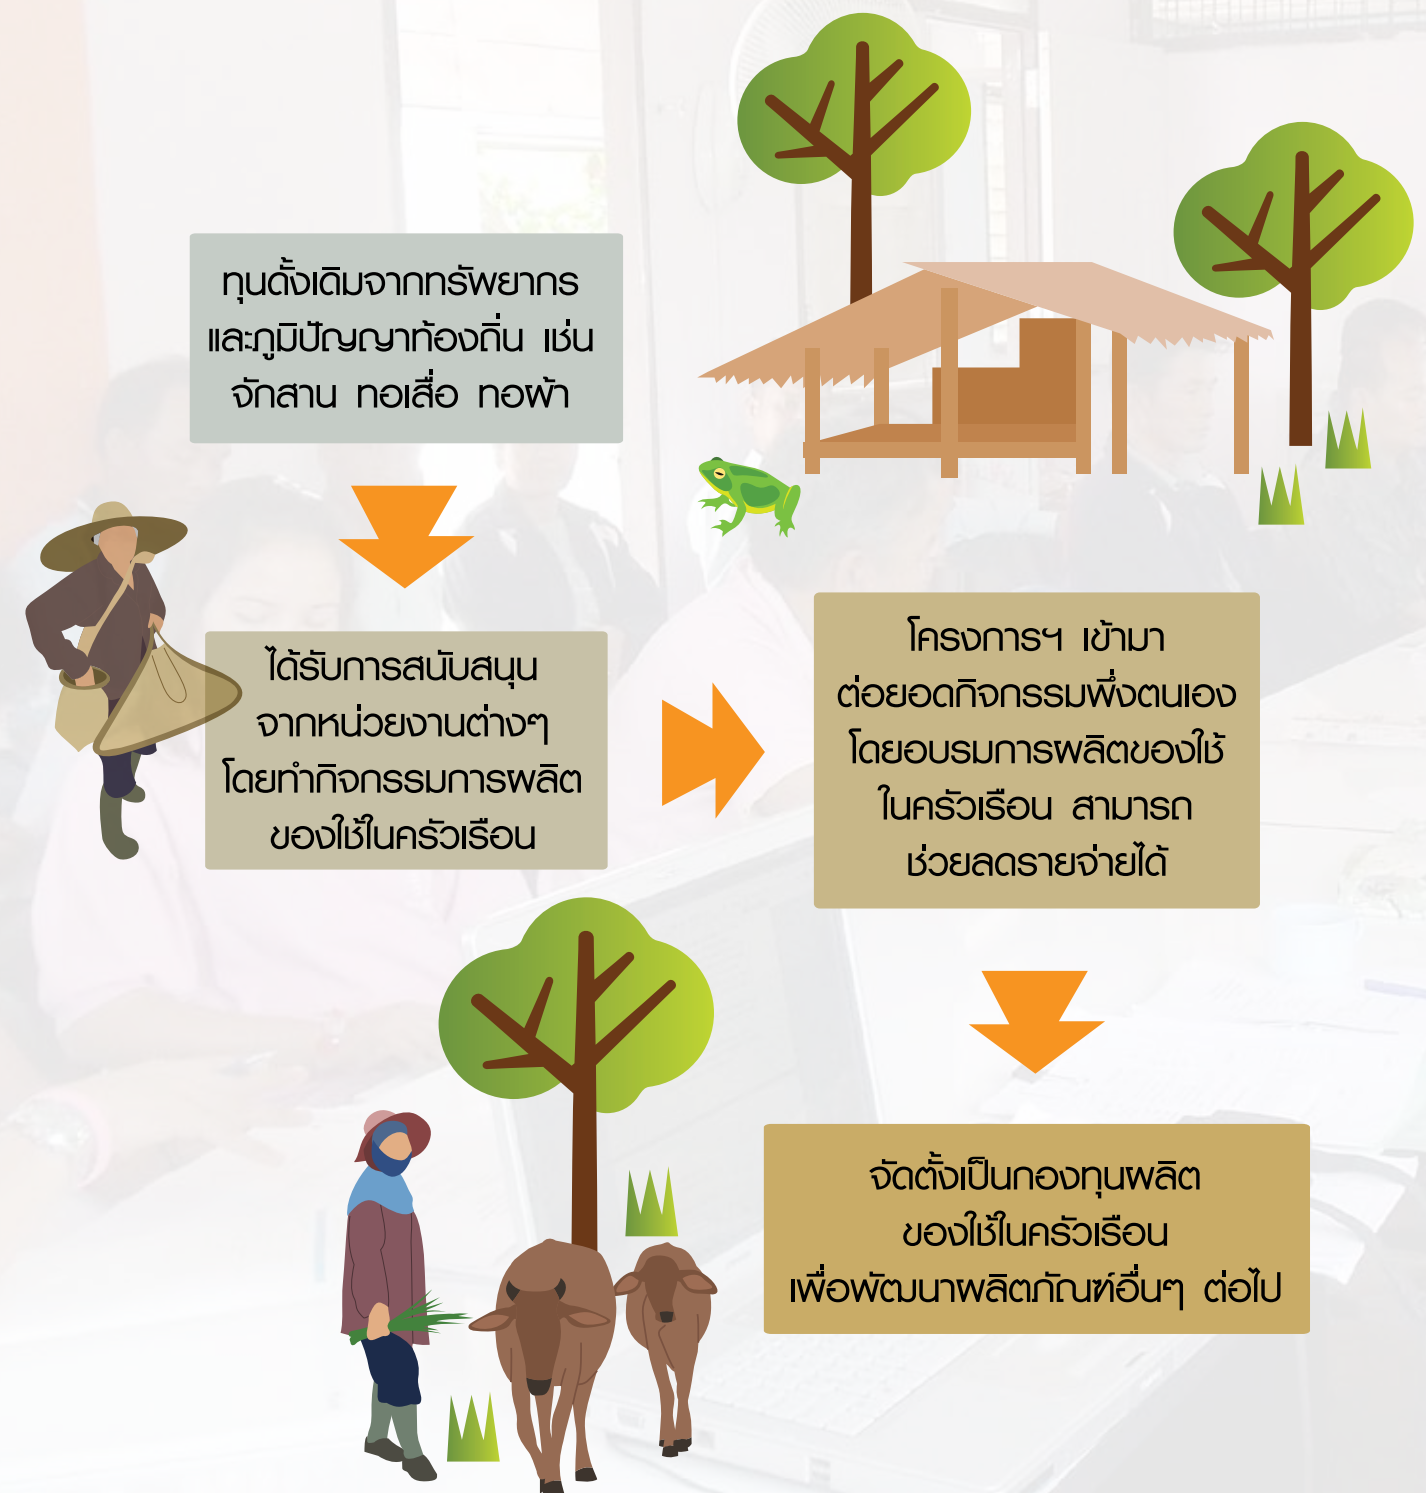 ทุนดั้งเดิมจากทรัพยากร
และภูมิปัญญาท้องถิ่น เช่น
จักสาน ทอเสื่อ ทอผ้า
ได้รับการสนับสนุน
จากหน่วยงานต่างๆ
โดยทำกิจกรรมการผลิต
ของใช้ในครัวเรือน
โครงการฯ เข้ามา
ต่อยอดกิจกรรมพึ่งตนเอง
โดยอบรมการผลิตของใช้
ในครัวเรือน สามารถ
ช่วยลดรายจ่ายได้
จัดตั้งเป็นกองทุนผลิต
ของใช้ในครัวเรือน
เพื่อพัฒนาผลิตภัณฑ์อื่นๆ ต่อไป